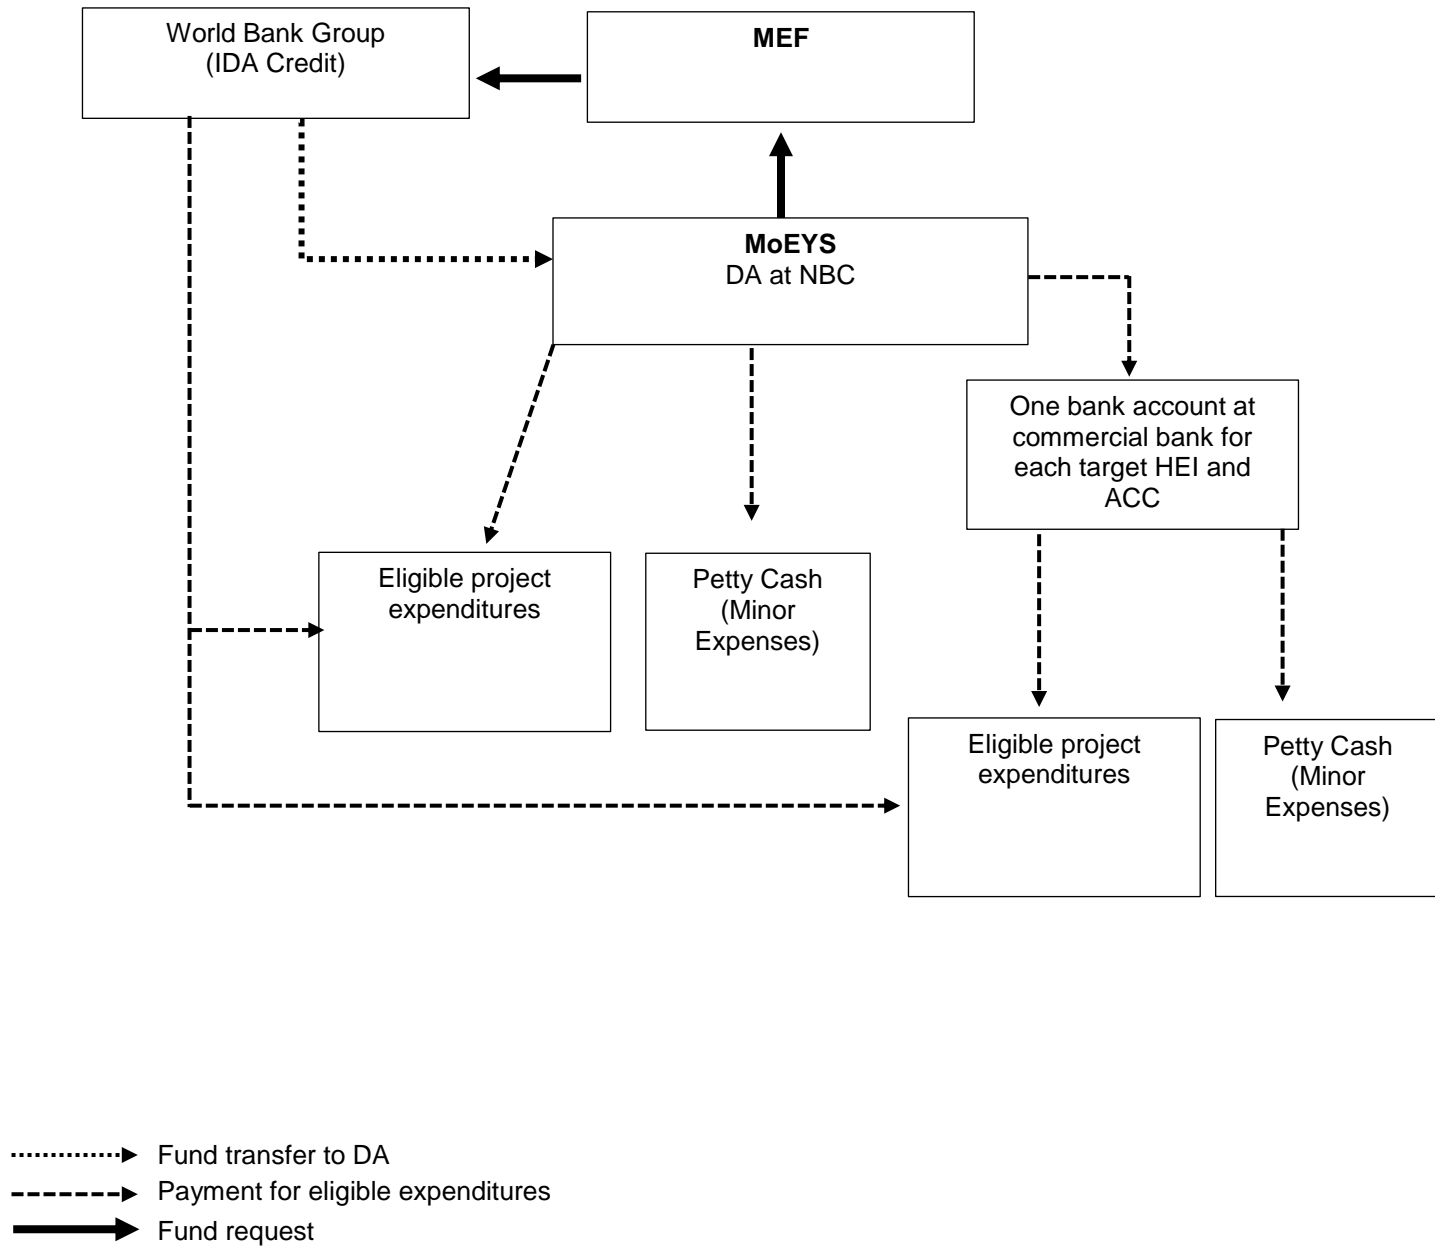 World Bank Group
(IDA Credit)
MEF
MoEYS
DA at NBC
One bank account at
commercial bank for
each target HEI and
ACC
Eligible project
expenditures
Petty Cash
(Minor
Expenses)
Eligible project
expenditures
Petty Cash
(Minor
Expenses)
Fund transfer to DA
Payment for eligible expenditures
Fund request